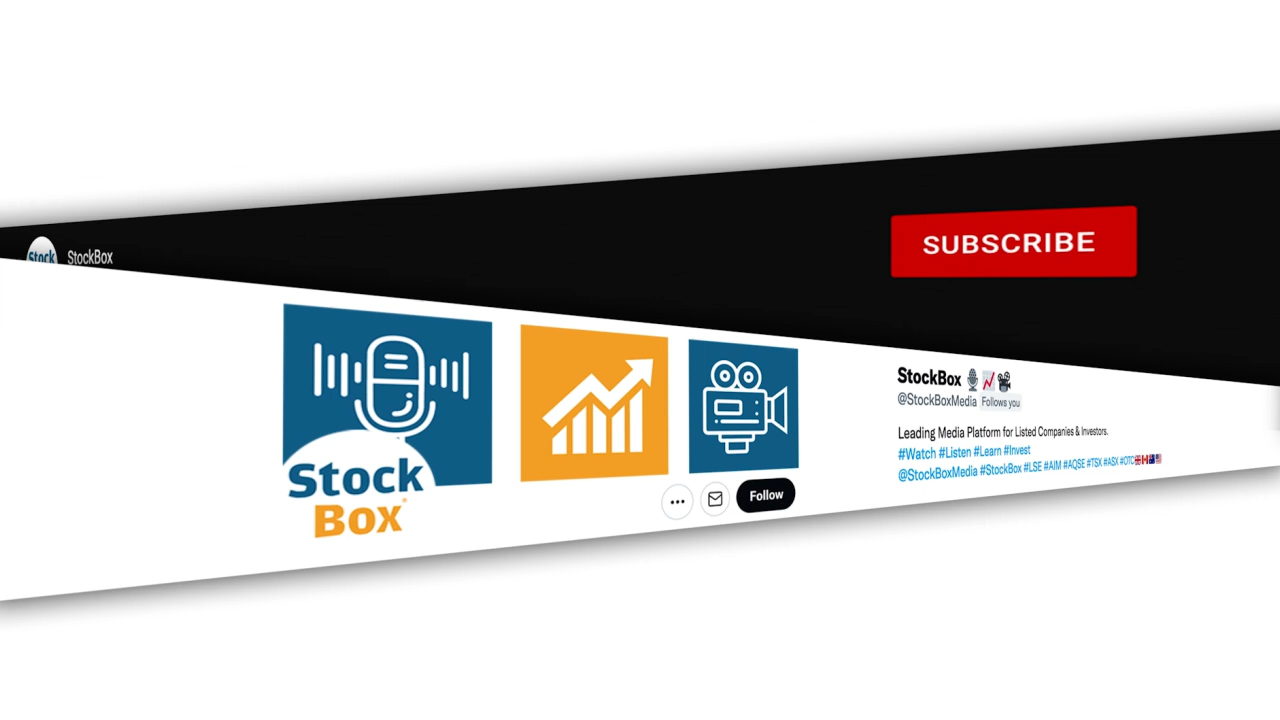 Stock
StockBox
SUBSCRIBE
Stock
Box
Follow
StockBox
@StockBoxMedia Follows you
Leading Media Platform for Listed Companies & Investors.
#Watch #Listen #Learn #Invest
@StockBoxMedia #StockBox #LSE #AIM #AQSE #TSX #ASX #OTC